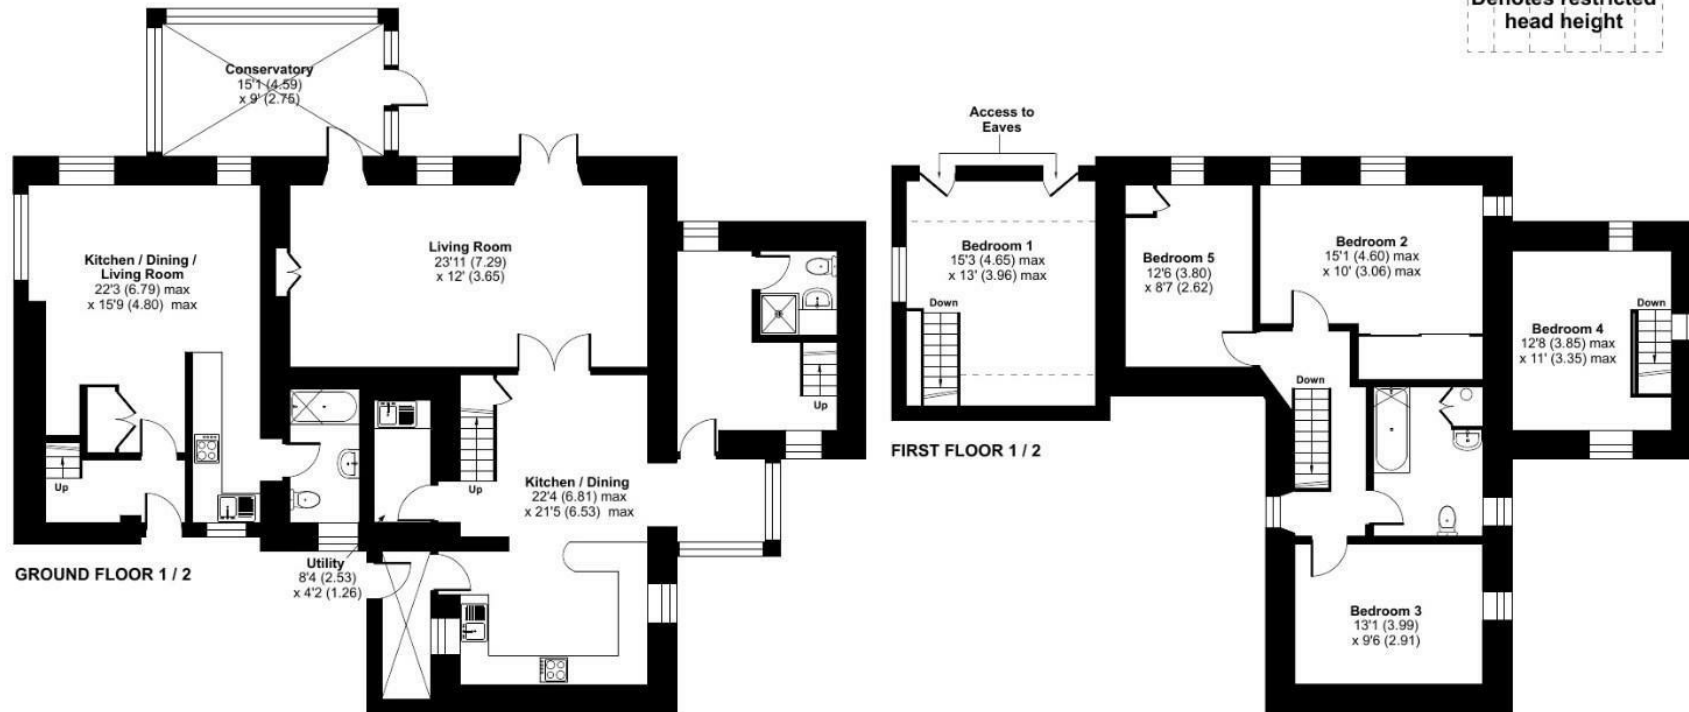 Denotes restricted
head height
Conservatory
15'1 (4.59)
x 9' (2.75)
Kitchen / Dining /
Living Room
22'3 (6.79) max
x 15'9 (4.80) max
Living Room
23'11 (7.29)
x 12' (3.65)
Up
Up
Up
Kitchen / Dining
22'4 (6.81) max
x 21'5 (6.53) max
Utility
8'4 (2.53)
x 4'2 (1.26)
GROUND FLOOR 1 / 2
Access to
Eaves
Bedroom 1
15'3 (4.65) max
x 13' (3.96) max
Down
Bedroom 5
12'6 (3.80)
x 8'7 (2.62)
Bedroom 2
15'1 (4.60) max
x 10' (3.06) max
Down
Bedroom 4
12'8 (3.85) max
x 11' (3.35) max
Down
FIRST FLOOR 1 / 2
Bedroom 3
13'1 (3.99)
x 9'6 (2.91)